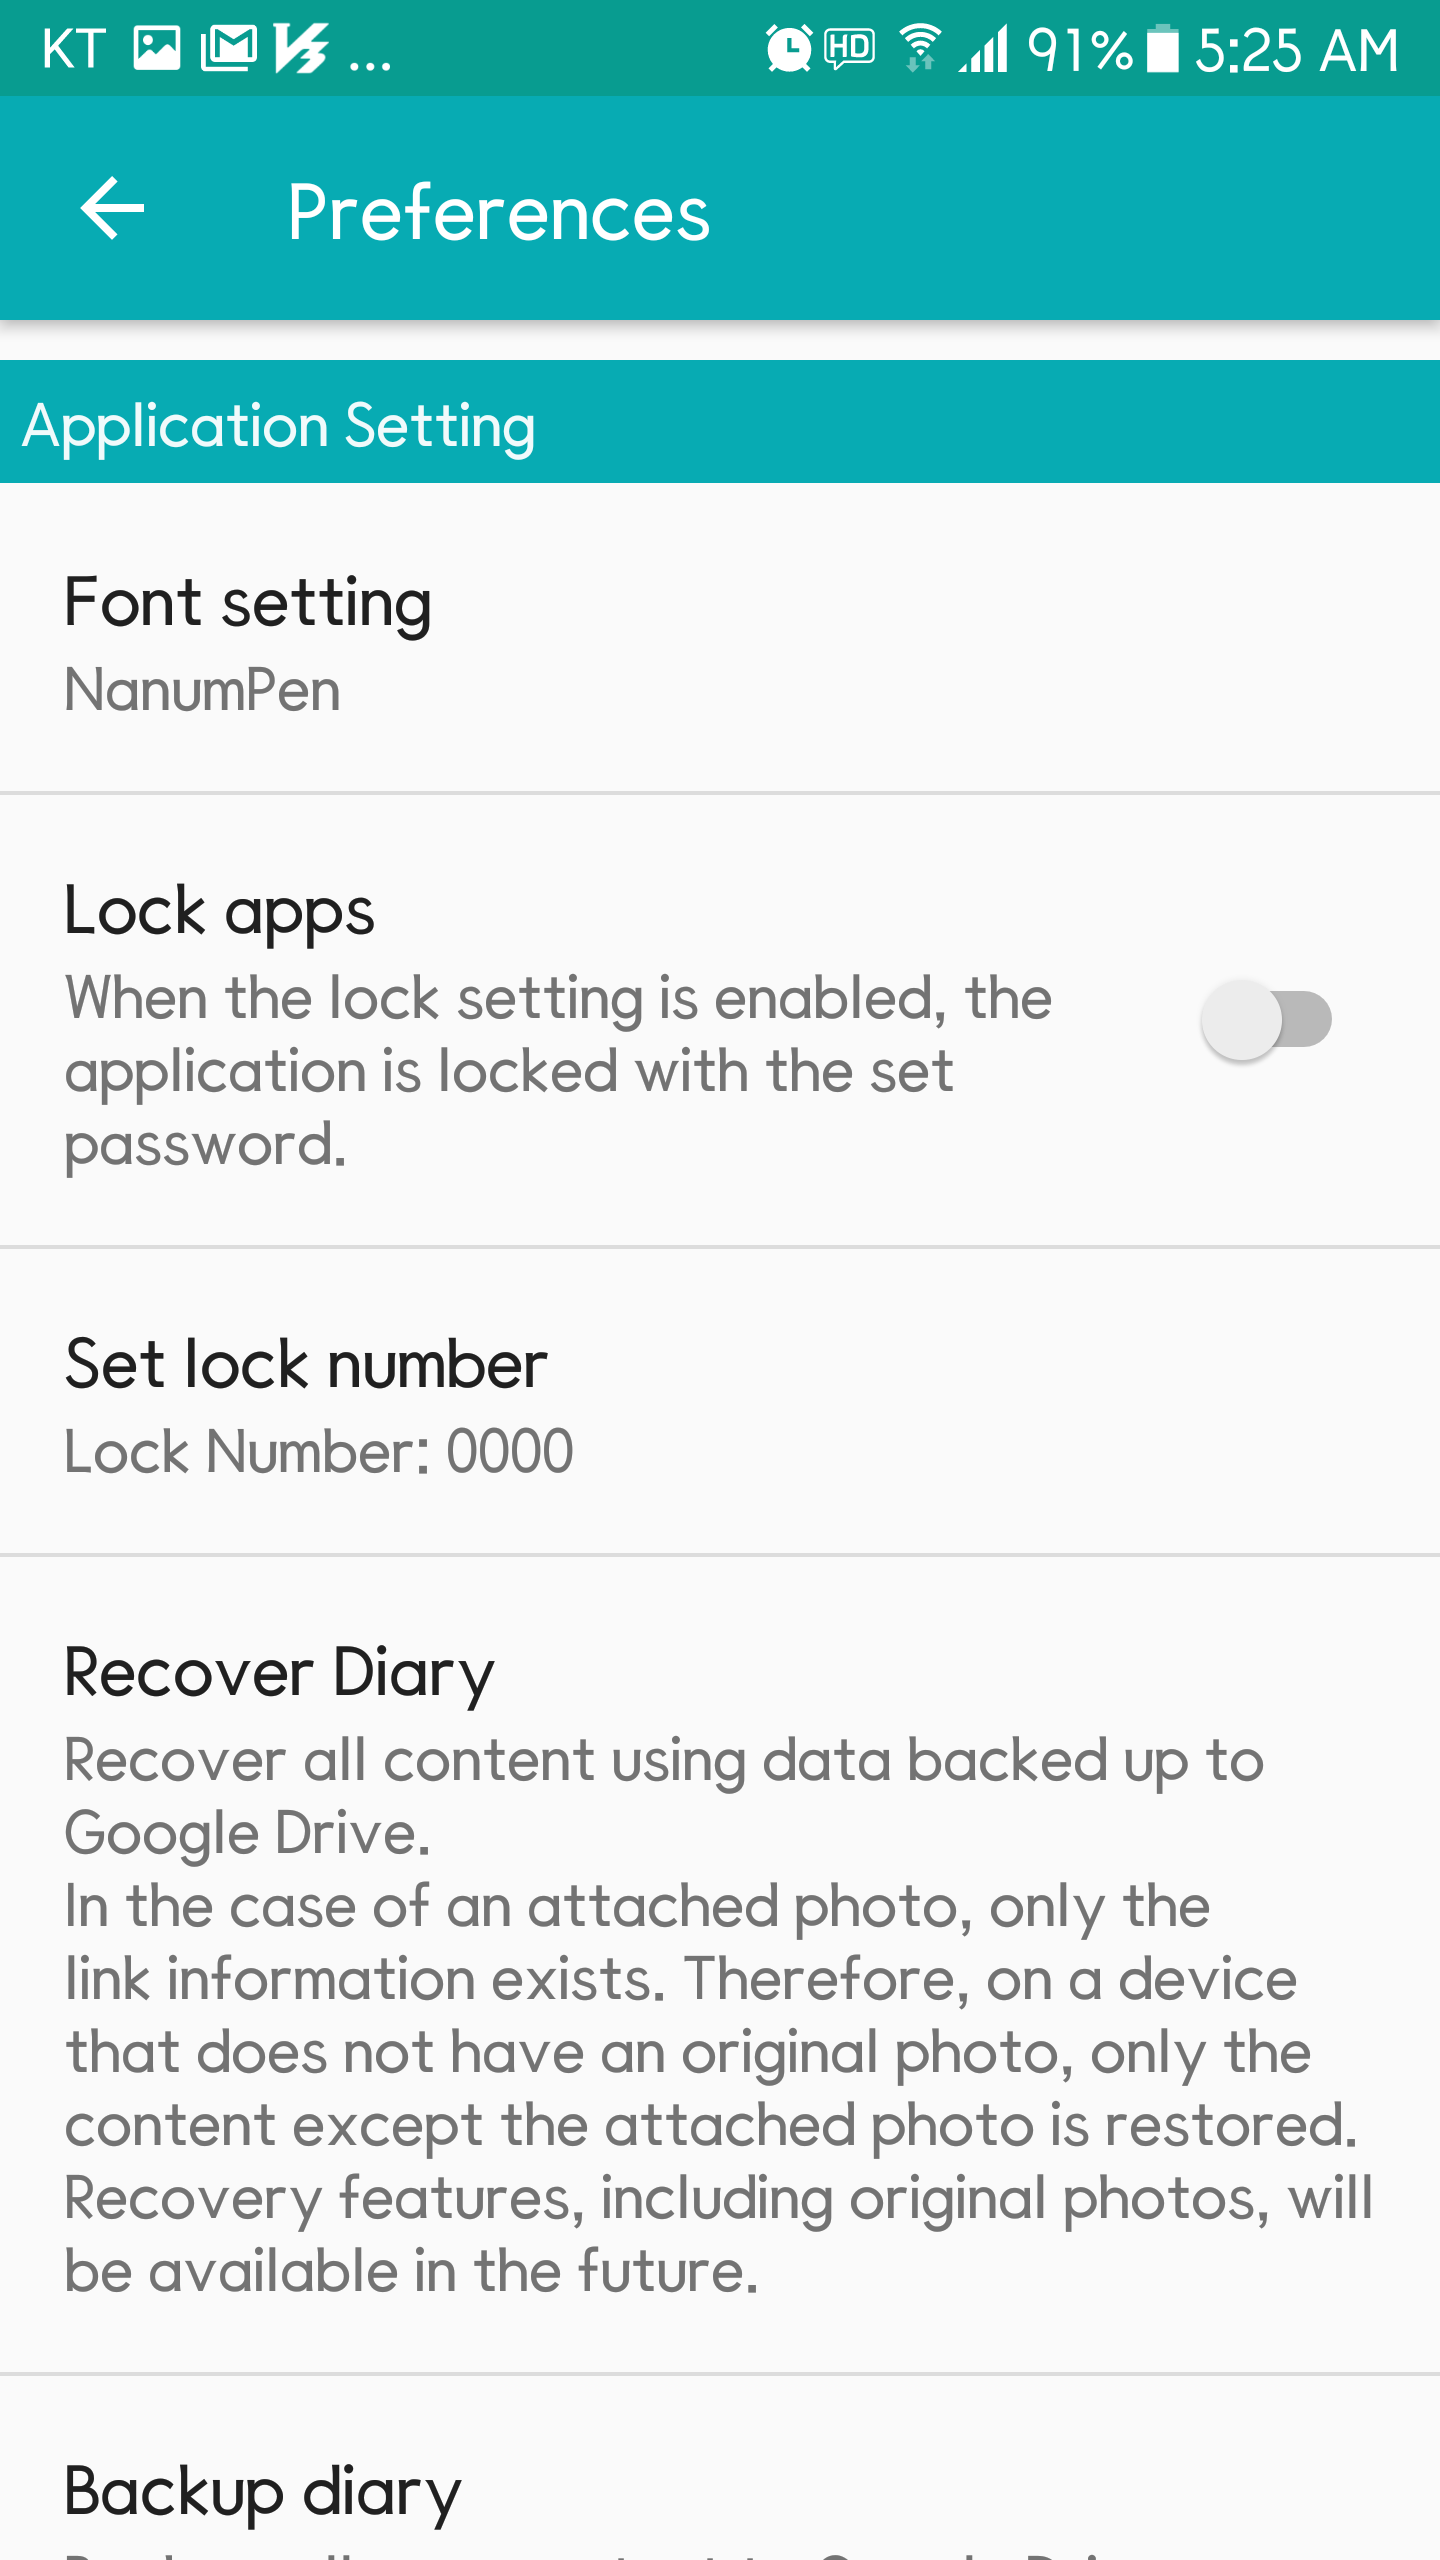 KT ... HD 91% 5:25 AM
Preferences
Application Setting
Font setting
NanumPen
Lock apps
When the lock setting is enabled, the
application is locked with the set
password.
Set lock number
Lock Number: 0000
Recover Diary
Recover all content using data backed up to
Google Drive.
In the case of an attached photo, only the
link information exists. Therefore, on a device
that does not have an original photo, only the
content except the attached photo is restored.
Recovery features, including original photos, will
be available in the future.
Backup diary